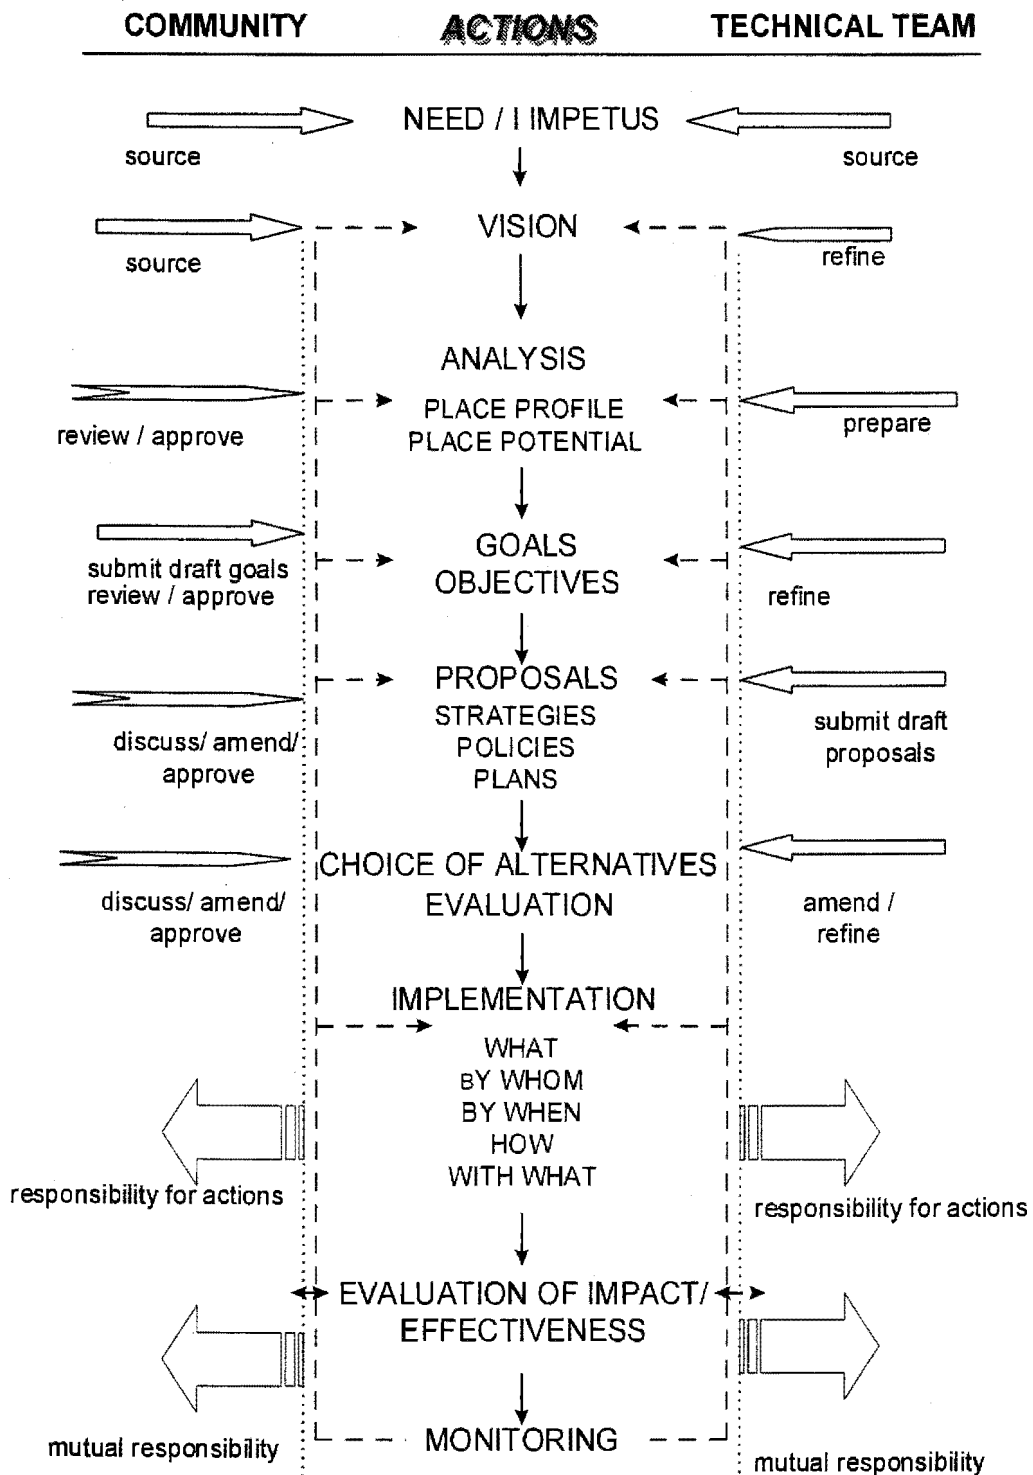 COMMUNITY ACTIONS TECHNICAL TEAM
NEED / I IMPETUS
source source
VISION
source refine
ANALYSIS
PLACE PROFILE
PLACE POTENTIAL
review / approve prepare
GOALS
OBJECTIVES
submit draft goals
review / approve refine
PROPOSALS
STRATEGIES
POLICIES
PLANS
discuss/ amend/
approve
submit draft
proposals
CHOICE OF ALTERNATIVES
EVALUATION
discuss/ amend/
approve
amend /
refine
IMPLEMENTATION
WHAT
BY WHOM
BY WHEN
HOW
WITH WHAT
responsibility for actions responsibility for actions
EVALUATION OF IMPACT/
EFFECTIVENESS
MONITORING
mutual responsibility mutual responsibility